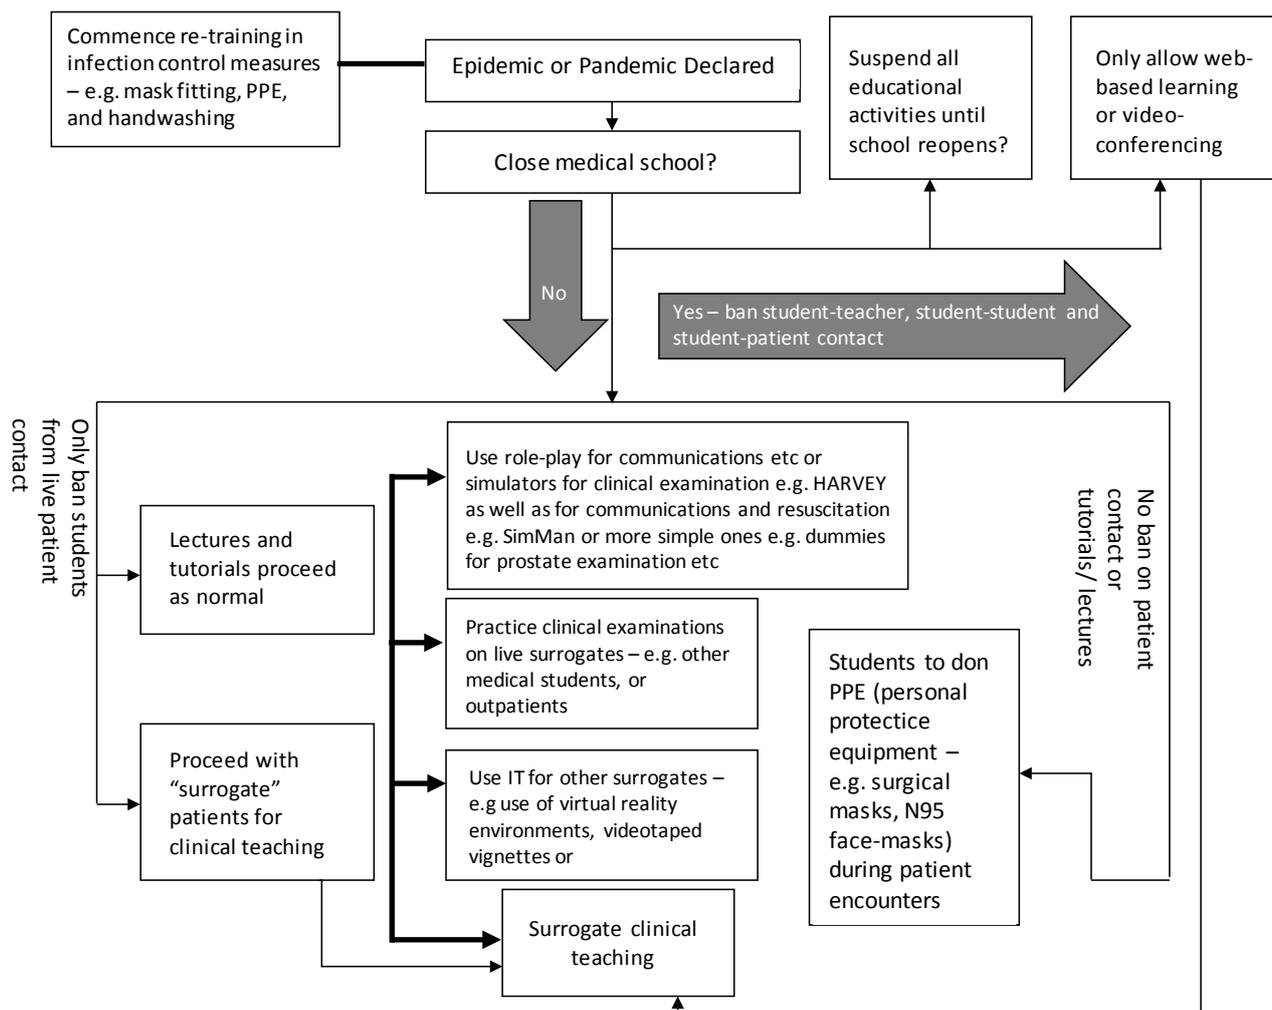 Commence re-training in
infection control measures
– e.g. mask fitting, PPE,
and handwashing
Epidemic or Pandemic Declared
Close medical school?
Suspend all
educational
activities until
school reopens?
Only allow web-
based learning
or video-
conferencing
No
Yes – ban student-teacher, student-student and
student-patient contact
Only ban students
from live patient
contact
Lectures and
tutorials proceed
as normal
Proceed with
“surrogate”
patients for
clinical teaching
Use role-play for communications etc or
simulators for clinical examination e.g. HARVEY
as well as for communications and resuscitation
e.g. SimMan or more simple ones e.g. dummies
for prostate examination etc
Practice clinical examinations
on live surrogates – e.g. other
medical students, or
outpatients
Use IT for other surrogates –
e.g use of virtual reality
environments, videotaped
vignettes or
Surrogate clinical
teaching
Students to don
PPE (personal
protectice
equipment –
e.g. surgical
masks, N95
face-masks)
during patient
encounters
No ban on patient
contact or
tutorials/ lectures